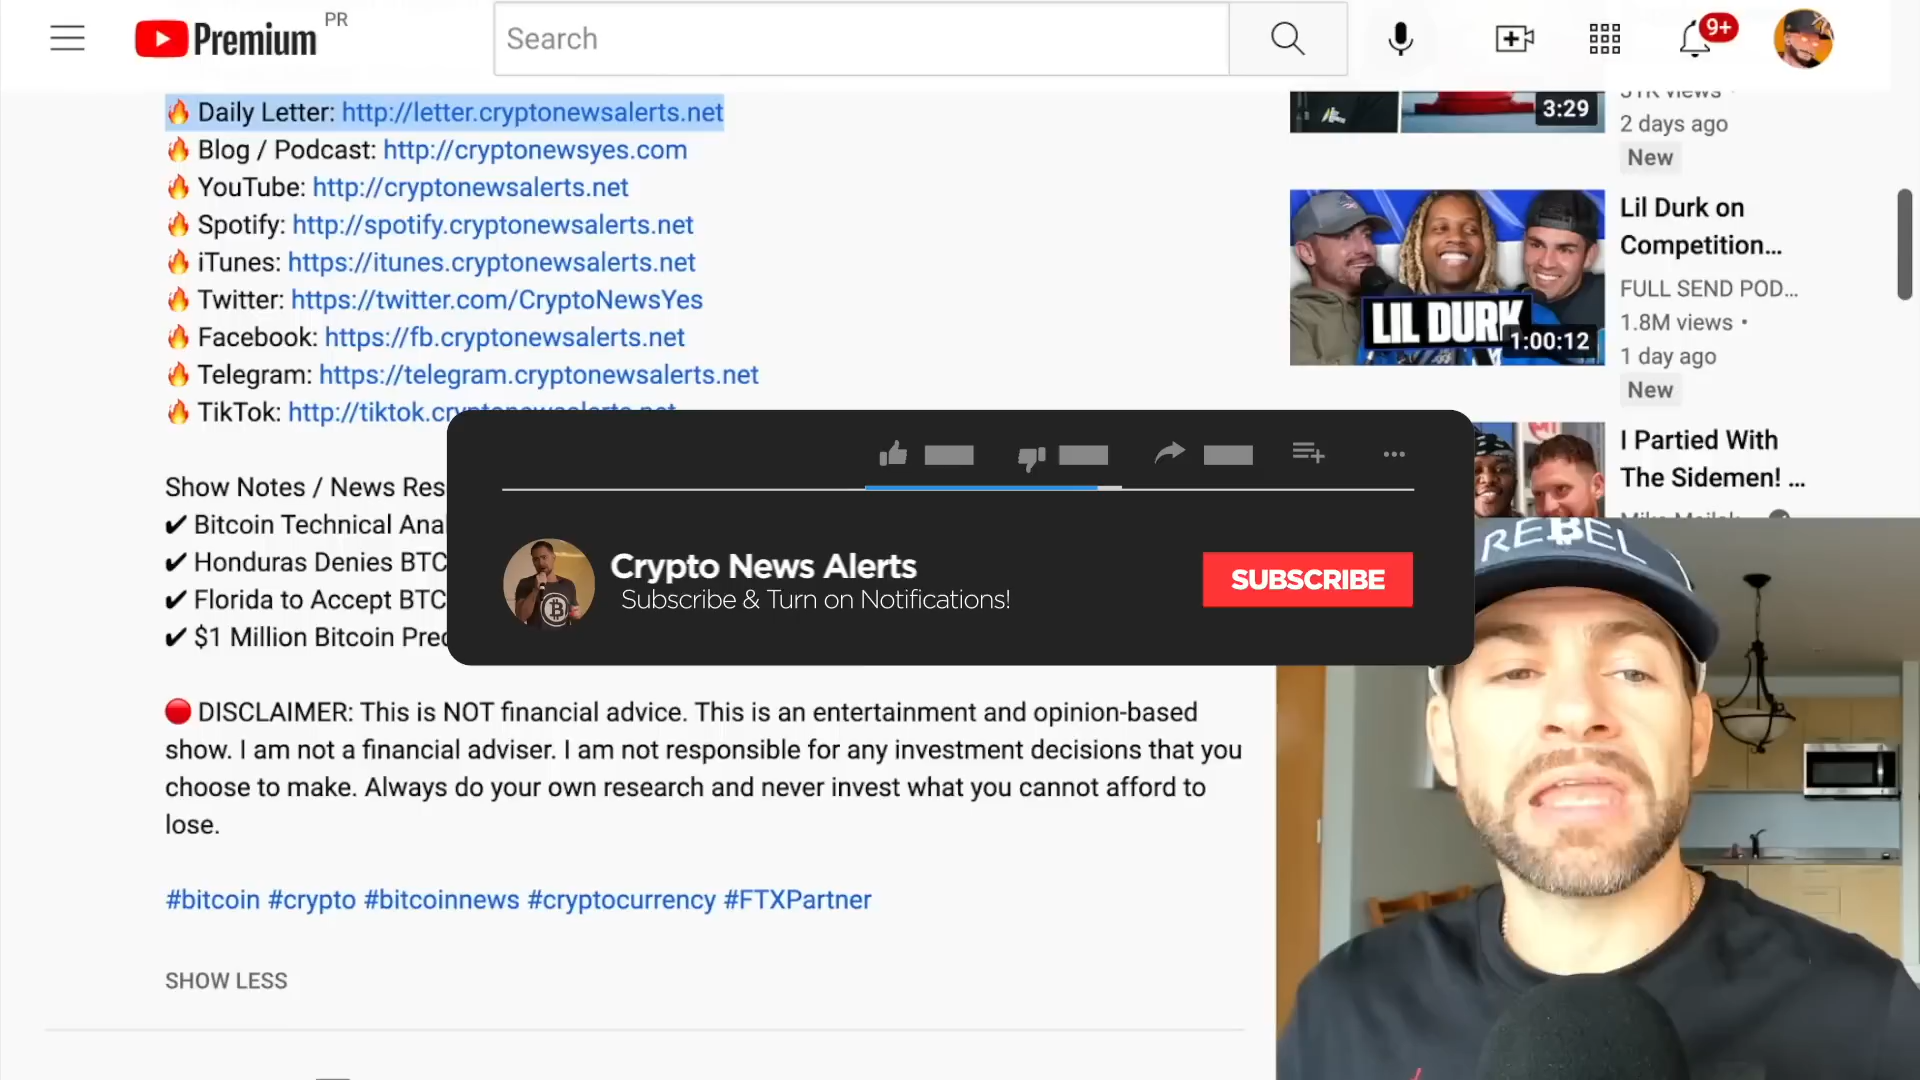 Premium PR
Search
9+
🔥 Daily Letter: http://letter.cryptonewsalerts.net
🔥 Blog / Podcast: http://cryptonewsyes.com
🔥 YouTube: http://cryptonewsalerts.net
🔥 Spotify: http://spotify.cryptonewsalerts.net
🔥 iTunes: https://itunes.cryptonewsalerts.net
🔥 Twitter: https://twitter.com/CryptoNewsYes
🔥 Facebook: https://fb.cryptonewsalerts.net
🔥 Telegram: https://telegram.cryptonewsalerts.net
🔥 TikTok: http://tiktok.cryptonewsalerts.net
Show Notes / News Res
✔ Bitcoin Technical Anal
✔ Honduras Denies BTC
✔ Florida to Accept BTC
✔ $1 Million Bitcoin Prec
🔴 DISCLAIMER: This is NOT financial advice. This is an entertainment and opinion-based
show. I am not a financial adviser. I am not responsible for any investment decisions that you
choose to make. Always do your own research and never invest what you cannot afford to
lose.
#bitcoin #crypto #bitcoinnews #cryptocurrency #FTXPartner
SHOW LESS
Crypto News Alerts
Subscribe & Turn on Notifications!
SUBSCRIBE
3:29
views
2 days ago
New
LIL DURK
1:00:12
Lil Durk on
Competition...
FULL SEND POD...
1.8M views •
1 day ago
New
I Partied With
The Sidemen! ...
REBEL